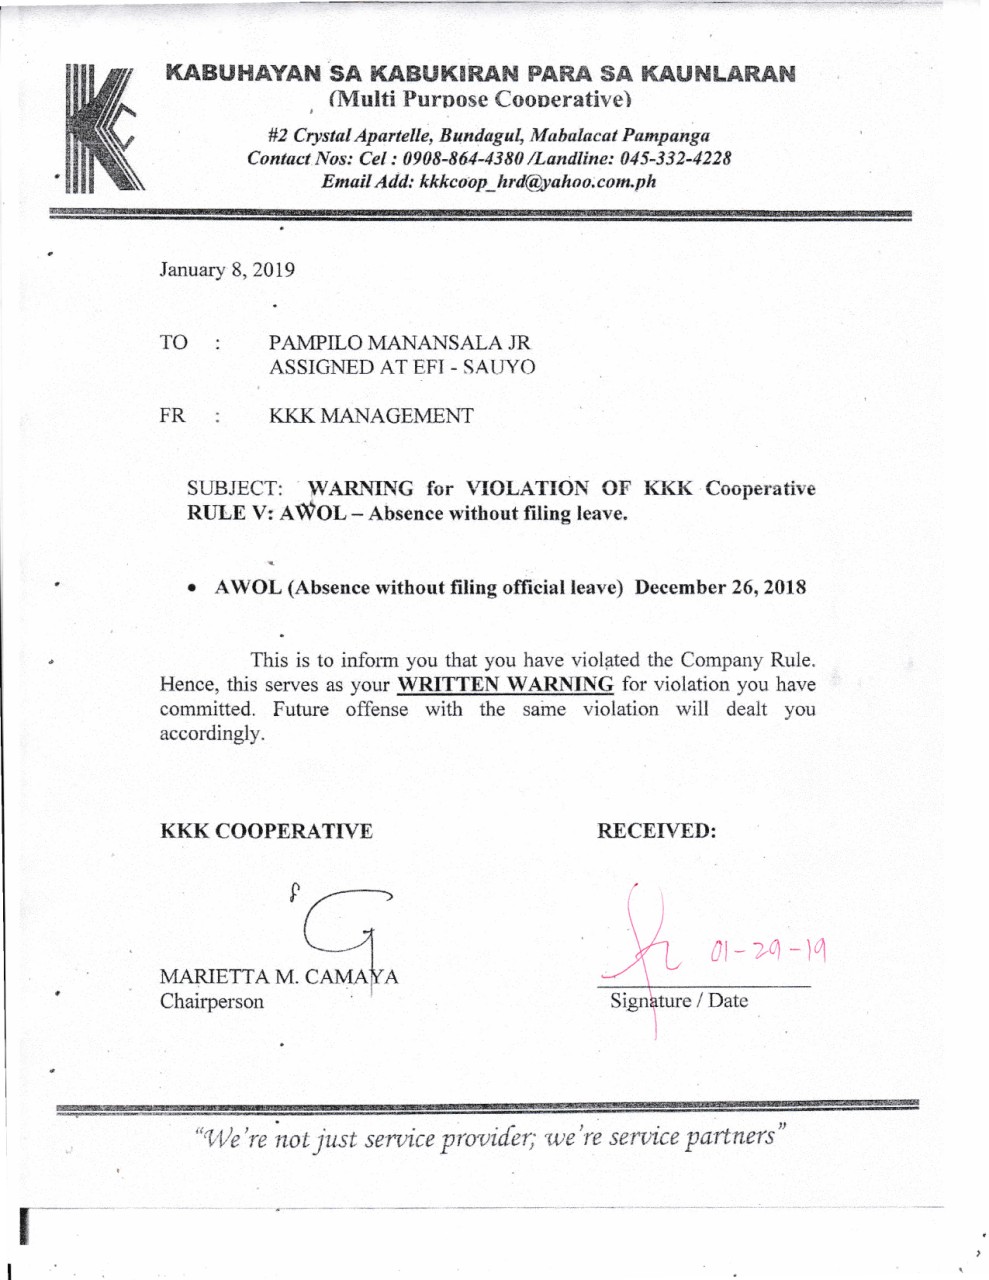 KABUHAYAN SA KABUKIRAN PARA SA KAUNLARAN
(Multi Purpose Cooperative)
#2 Crystal Apartelle, Bundagul, Mabalacat Pampanga
Contact Nos: Cel : 0908-864-4380 /Landline: 045-332-4228
Email Add: kkkcoop_hrd@yahoo.com.ph
January 8, 2019
TO : PAMPILO MANANSALA JR
ASSIGNED AT EFI - SAUYO
FR : KKK MANAGEMENT
SUBJECT: WARNING for VIOLATION OF KKK Cooperative
RULE V: AWOL – Absence without filing leave.
• AWOL (Absence without filing official leave) December 26, 2018
This is to inform you that you have violated the Company Rule.
Hence, this serves as your WRITTEN WARNING for violation you have
committed. Future offense with the same violation will dealt you
accordingly.
KKK COOPERATIVE RECEIVED:
01-29-19
MARIETTA M. CAMAYA
Chairperson Signature / Date
"We're not just service provider; we're service partners"